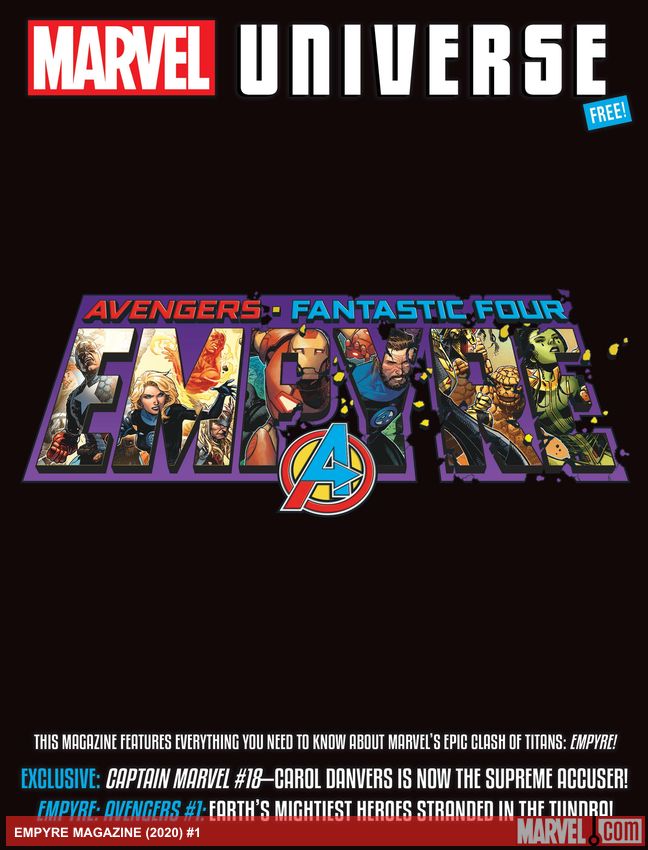 MARVEL UNIVERSE
FREE!
AVENGERS · FANTASTIC FOUR
EMPYRE
A
THIS MAGAZINE FEATURES EVERYTHING YOU NEED TO KNOW ABOUT MARVEL'S EPIC CLASH OF TITANS: EMPYRE!
EXCLUSIVE: CAPTAIN MARVEL #18—CAROL DANVERS IS NOW THE SUPREME ACCUSER!
EMPYRE: AVENGERS #1: EARTH'S MIGHTIEST HEROES STRANDED IN THE TUNDRA!
EMPYRE MAGAZINE (2020) #1
MARVEL.COM